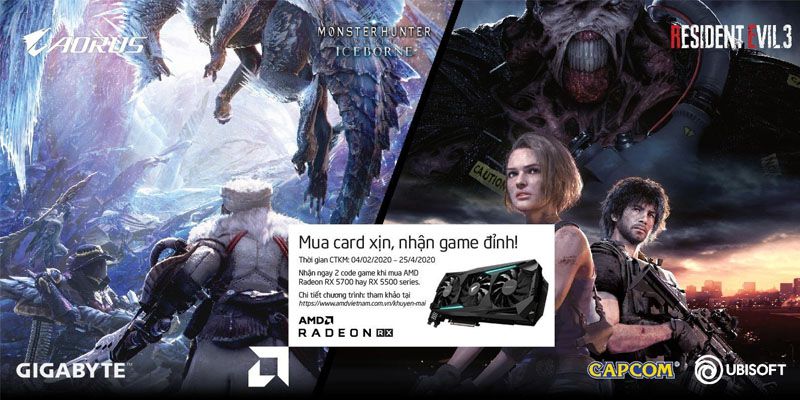 AORUS
MONSTER HUNTER
WORLD
ICEBORNE
RESIDENT EVIL 3
CAUTION
Mua card xịn, nhận game đỉnh!
Thời gian CTKM: 04/02/2020 – 25/4/2020
Nhận ngay 2 code game khi mua AMD
Radeon RX 5700 hay RX 5500 series.
Chi tiết chương trình: tham khảo tại
https://www.amdvietnam.com.vn/khuyen-mai
AMD
RADEON RX
GIGABYTE™
CAPCOM®
UBISOFT